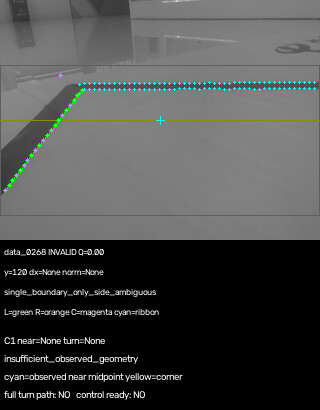 data_0268 INVALID Q=0.00
y=120 dx=None norm=None
single_boundary_only_side_ambiguous
L=green R=orange C=magenta cyan=ribbon
C1 near=None turn=None
insufficient_observed_geometry
cyan=observed near midpoint yellow=corner
full turn path: NO control ready: NO